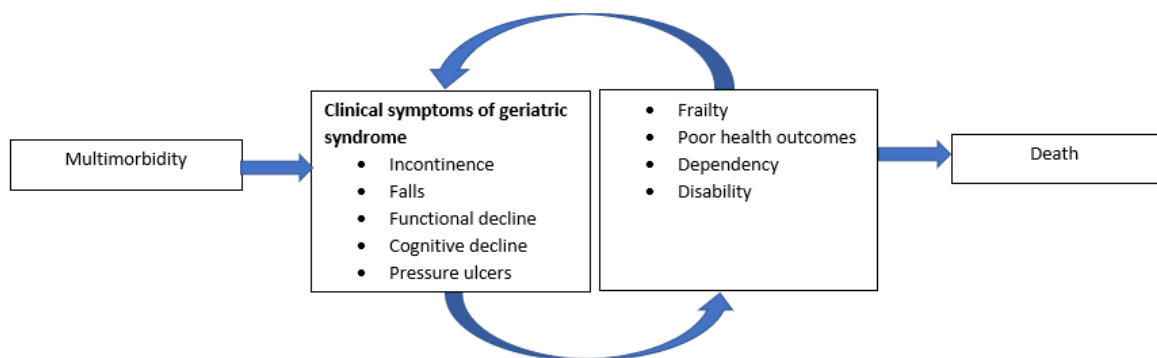 Multimorbidity
Clinical symptoms of geriatric
syndrome
• Incontinence
• Falls
• Functional decline
• Cognitive decline
• Pressure ulcers
• Frailty
• Poor health outcomes
• Dependency
• Disability
Death